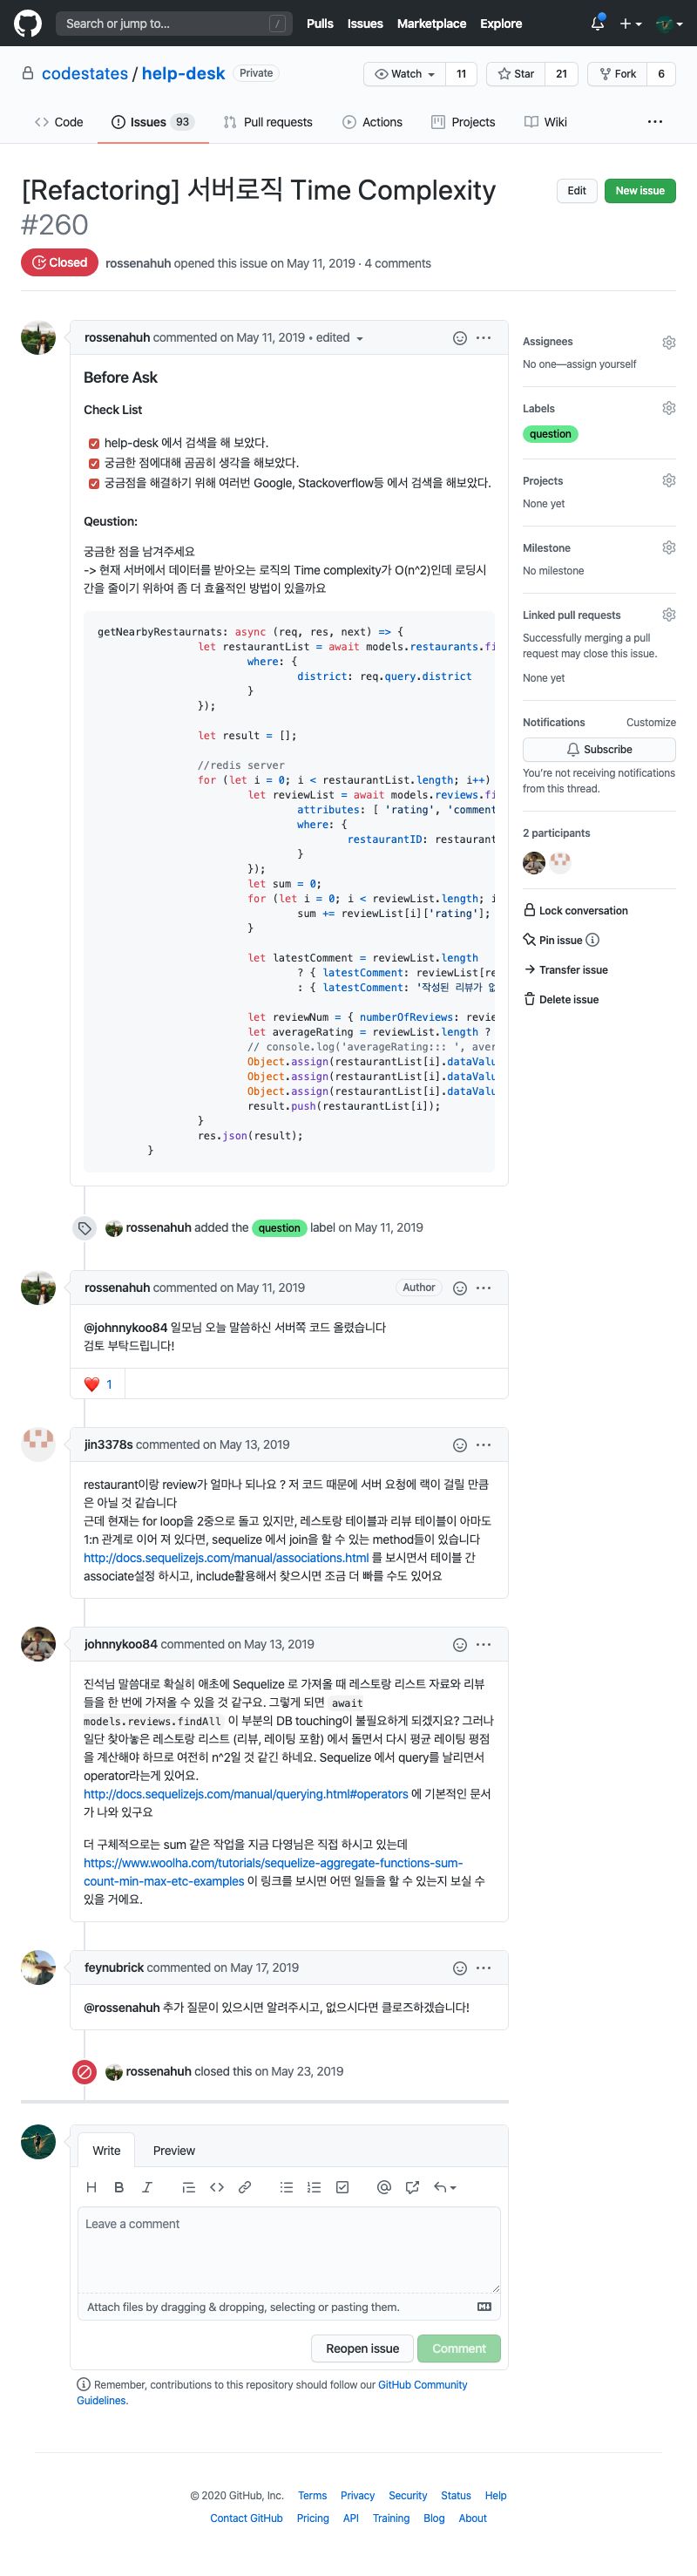 Search or jump to... /
Pulls Issues Marketplace Explore
codestates / help-desk Private
Watch 11 Star 21 Fork 6
Code Issues 93 Pull requests Actions Projects Wiki ...
[Refactoring] 서버로직 Time Complexity
#260
Edit New issue
Closed rossenahuh opened this issue on May 11, 2019 · 4 comments
rossenahuh commented on May 11, 2019 • edited
Before Ask
Check List
help-desk 에서 검색을 해 보았다.
궁금한 점에대해 곰곰히 생각을 해보았다.
궁금점을 해결하기 위해 여러번 Google, Stackoverflow등 에서 검색을 해보았다.
Qeustion:
궁금한 점을 남겨주세요
-> 현재 서버에서 데이터를 받아오는 로직의 Time complexity가 O(n^2)인데 로딩시
간을 줄이기 위하여 좀 더 효율적인 방법이 있을까요
getNearbyRestaurnats: async (req, res, next) => {
let restaurantList = await models.restaurants.fi
where: {
district: req.query.district
}
});
let result = [];
//redis server
for (let i = 0; i < restaurantList.length; i++)
let reviewList = await models.reviews.fi
attributes: [ 'rating', 'comment
where: {
restaurantID: restaurant
}
});
let sum = 0;
for (let i = 0; i < reviewList.length; i
sum += reviewList[i]['rating'];
}
let latestComment = reviewList.length
? { latestComment: reviewList[re
: { latestComment: '작성된 리뷰가 없
let reviewNum = { numberOfReviews: revie
let averageRating = reviewList.length ?
// console.log('averageRating::: ', aver
Object.assign(restaurantList[i].dataValu
Object.assign(restaurantList[i].dataValu
Object.assign(restaurantList[i].dataValu
result.push(restaurantList[i]);
}
res.json(result);
}
Assignees
No one—assign yourself
Labels
question
Projects
None yet
Milestone
No milestone
Linked pull requests
Successfully merging a pull
request may close this issue.
None yet
Notifications Customize
Subscribe
You're not receiving notifications
from this thread.
2 participants
Lock conversation
Pin issue
Transfer issue
Delete issue
rossenahuh added the question label on May 11, 2019
rossenahuh commented on May 11, 2019 Author
@johnnykoo84 일모님 오늘 말씀하신 서버쪽 코드 올렸습니다
검토 부탁드립니다!
1
jin3378s commented on May 13, 2019
restaurant이랑 review가 얼마나 되나요 ? 저 코드 때문에 서버 요청에 랙이 걸릴 만큼
은 아닐 것 같습니다
근데 현재는 for loop을 2중으로 돌고 있지만, 레스토랑 테이블과 리뷰 테이블이 아마도
1:n 관계로 이어 져 있다면, sequelize 에서 join을 할 수 있는 method들이 있습니다
http://docs.sequelizejs.com/manual/associations.html 를 보시면서 테이블 간
associate설정 하시고, include활용해서 찾으시면 조금 더 빠를 수도 있어요
johnnykoo84 commented on May 13, 2019
진석님 말씀대로 확실히 애초에 Sequelize 로 가져올 때 레스토랑 리스트 자료와 리뷰
들을 한 번에 가져올 수 있을 것 같구요. 그렇게 되면 await
models.reviews.findAll 이 부분의 DB touching이 불필요하게 되겠지요? 그러나
일단 찾아놓은 레스토랑 리스트 (리뷰, 레이팅 포함) 에서 돌면서 다시 평균 레이팅 평점
을 계산해야 하므로 여전히 n^2일 것 같긴 하네요. Sequelize 에서 query를 날리면서
operator라는게 있어요.
http://docs.sequelizejs.com/manual/querying.html#operators 에 기본적인 문서
가 나와 있구요
더 구체적으로는 sum 같은 작업을 지금 다영님은 직접 하시고 있는데
https://www.woolha.com/tutorials/sequelize-aggregate-functions-sum-
count-min-max-etc-examples 이 링크를 보시면 어떤 일들을 할 수 있는지 보실 수
있을 거에요.
feynubrick commented on May 17, 2019
@rossenahuh 추가 질문이 있으시면 알려주시고, 없으시다면 클로즈하겠습니다!
rossenahuh closed this on May 23, 2019
Write Preview
Leave a comment
Attach files by dragging & dropping, selecting or pasting them.
Reopen issue Comment
Remember, contributions to this repository should follow our GitHub Community
Guidelines.
© 2020 GitHub, Inc. Terms Privacy Security Status Help
Contact GitHub Pricing API Training Blog About